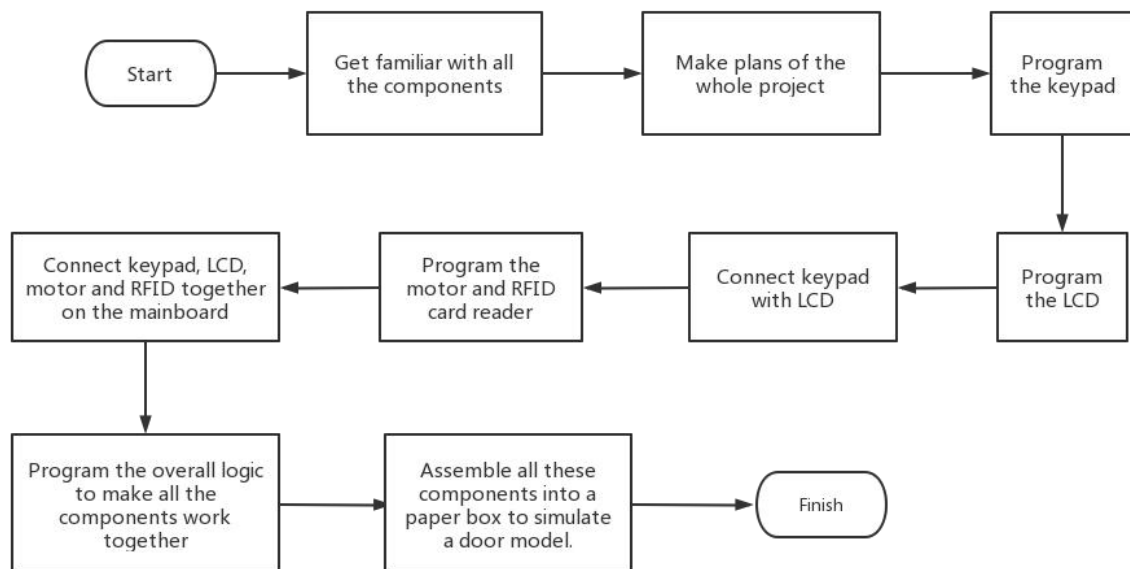 Start
Get familiar with all
the components
Make plans of the
whole project
Program
the keypad
Program
the LCD
Connect keypad
with LCD
Program the
motor and RFID
card reader
Connect keypad, LCD,
motor and RFID together
on the mainboard
Program the overall logic
to make all the
components work
together
Assemble all these
components into a
paper box to simulate
a door model.
Finish